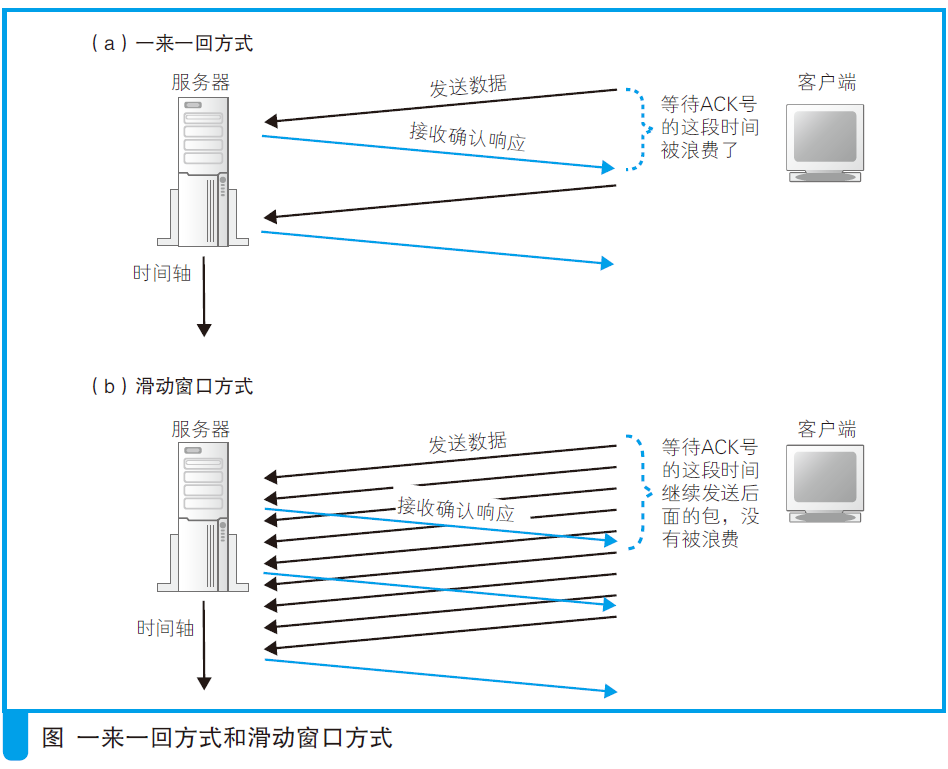 （a）一来一回方式
服务器
发送数据
客户端
等待ACK号
的这段时间
被浪费了
接收确认响应
时间轴
（b）滑动窗口方式
服务器
发送数据
客户端
等待ACK号
的这段时间
继续发送后
面的包，没
有被浪费
接收确认响应
时间轴
图 一来一回方式和滑动窗口方式